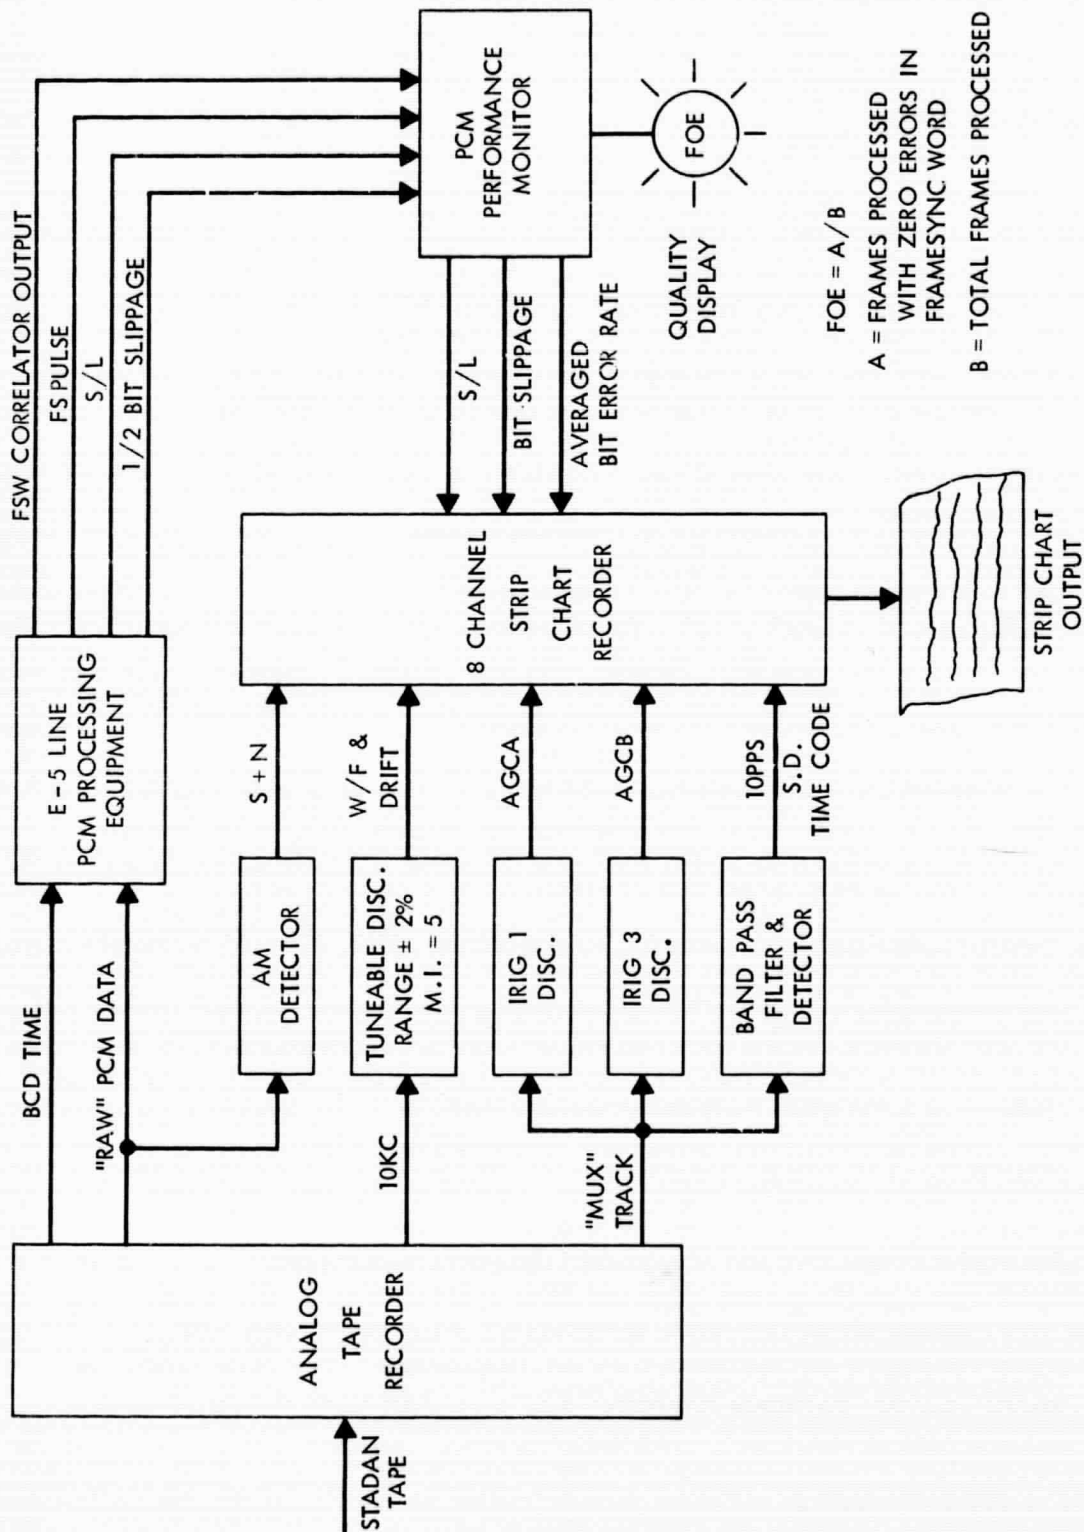 STADAN
TAPE
ANALOG
TAPE
RECORDER
BCD TIME
"RAW" PCM DATA
10KC
"MUX"
TRACK
E-5 LINE
PCM PROCESSING
EQUIPMENT
AM
DETECTOR
TUNEABLE DISC.
RANGE ± 2%
M.I. = 5
IRIG 1
DISC.
IRIG 3
DISC.
BAND PASS
FILTER &
DETECTOR
S + N
W/F &
DRIFT
AGCA
AGCB
10PPS
S.D.
TIME CODE
8 CHANNEL
STRIP
CHART
RECORDER
STRIP CHART
OUTPUT
FSW CORRELATOR OUTPUT
FSPULSE
S/L
1/2 BIT SLIPPAGE
S/L
BIT SLIPPAGE
AVERAGED
BIT ERROR RATE
PCM
PERFORMANCE
MONITOR
QUALITY
DISPLAY
FOE
FOE = A/B
A = FRAMES PROCESSED
WITH ZERO ERRORS IN
FRAMESYNC WORD
B = TOTAL FRAMES PROCESSED